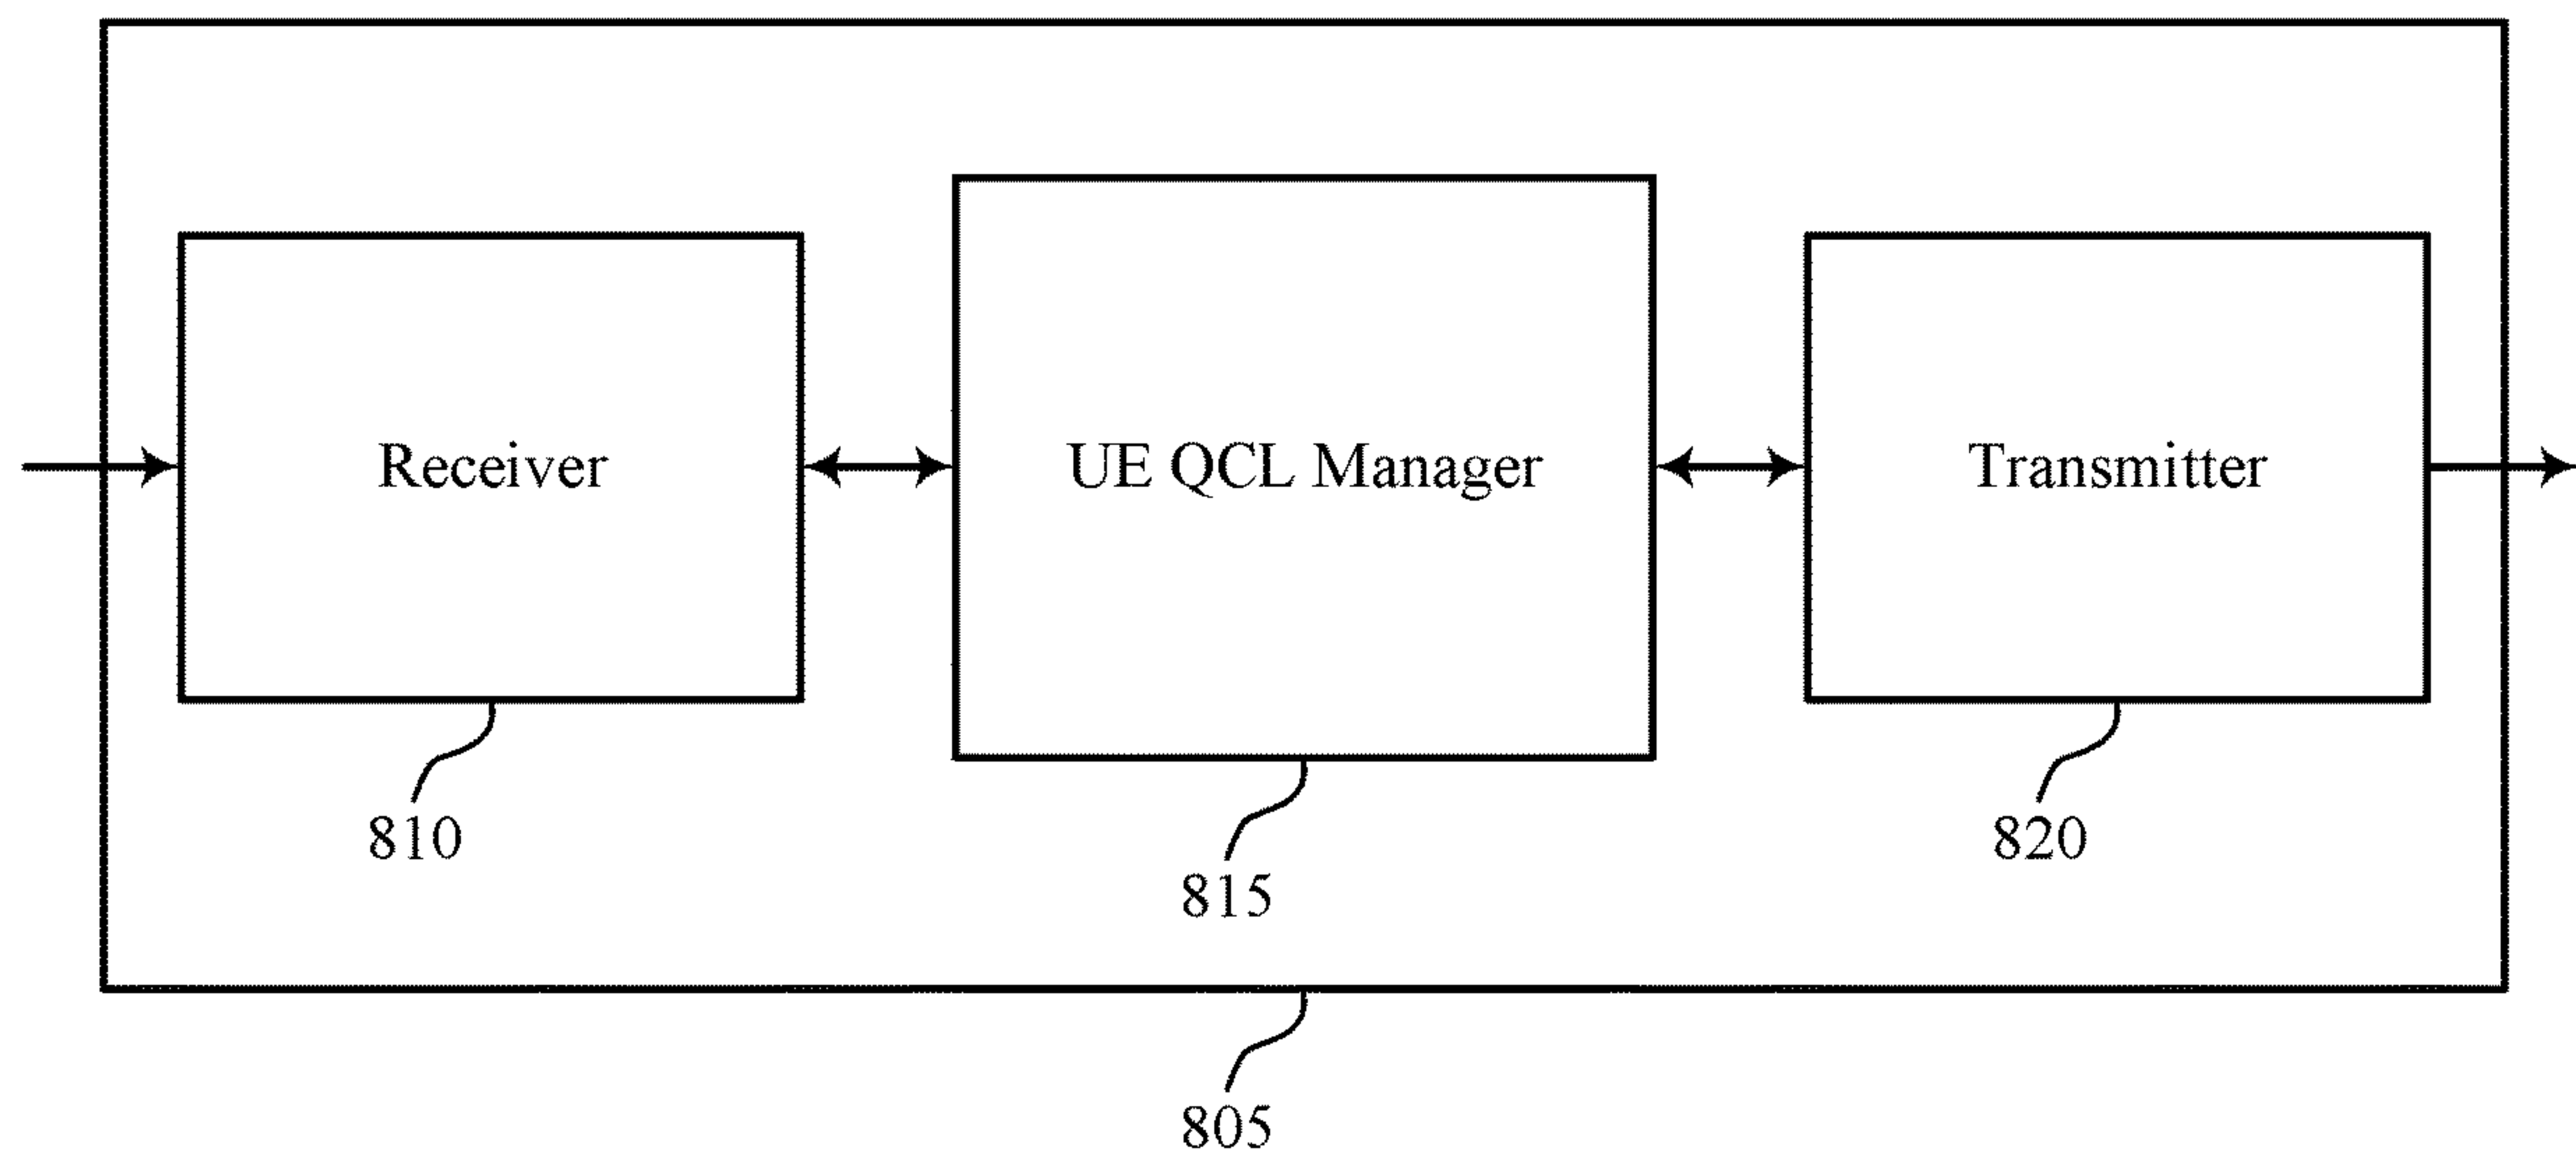 Receiver
UE QCL Manager
Transmitter
810
815
820
805